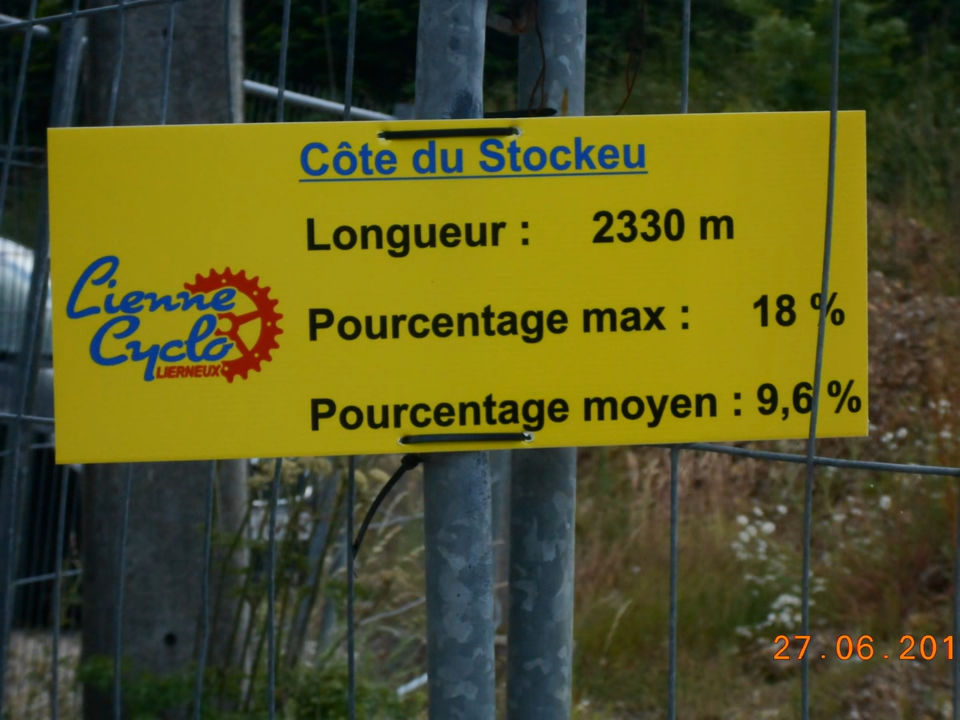 Côte du Stockeu
Longueur : 2330 m
Lienne
Cyclo
LIERNEUX
Pourcentage max : 18 %
Pourcentage moyen : 9,6 %
27.06.201